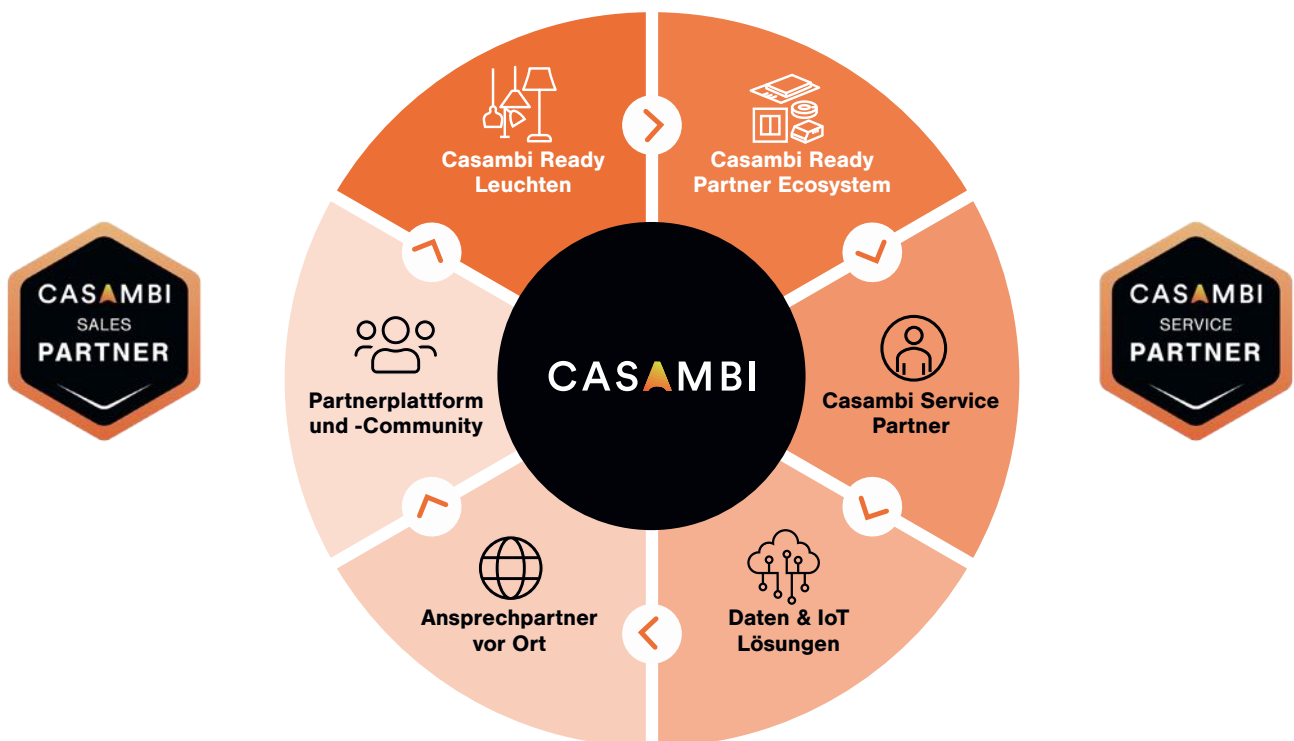 Casambi Ready
Leuchten
Casambi Ready
Partner Ecosystem
CASAMBI
SALES
PARTNER
Partnerplattform
und -Community
CASAMBI
Casambi Service
Partner
CASAMBI
SERVICE
PARTNER
Ansprechpartner
vor Ort
Daten & IoT
Lösungen